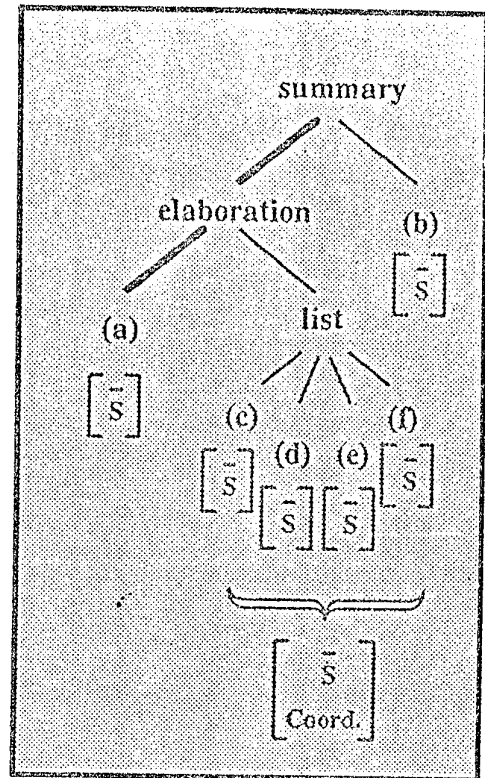 summary
elaboration (b)
[ S̄ ]
(a) list
[ S̄ ] (c) (d) (e) (f)
[ S̄ ] [ S̄ ] [ S̄ ] [ S̄ ]
[ S̄
Coord. ]